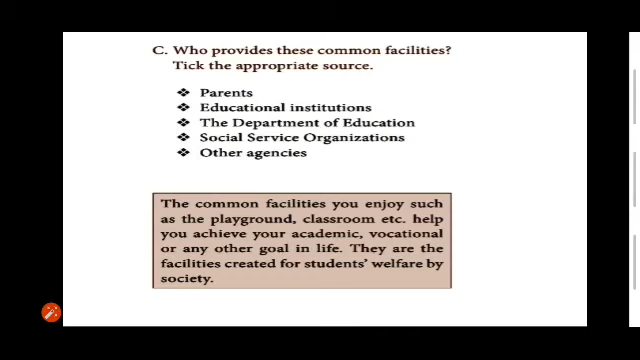 C. Who provides these common facilities?
Tick the appropriate source.
❖ Parents
❖ Educational institutions
❖ The Department of Education
❖ Social Service Organizations
❖ Other agencies
The common facilities you enjoy such
as the playground, classroom etc. help
you achieve your academic, vocational
or any other goal in life. They are the
facilities created for students' welfare by
society.